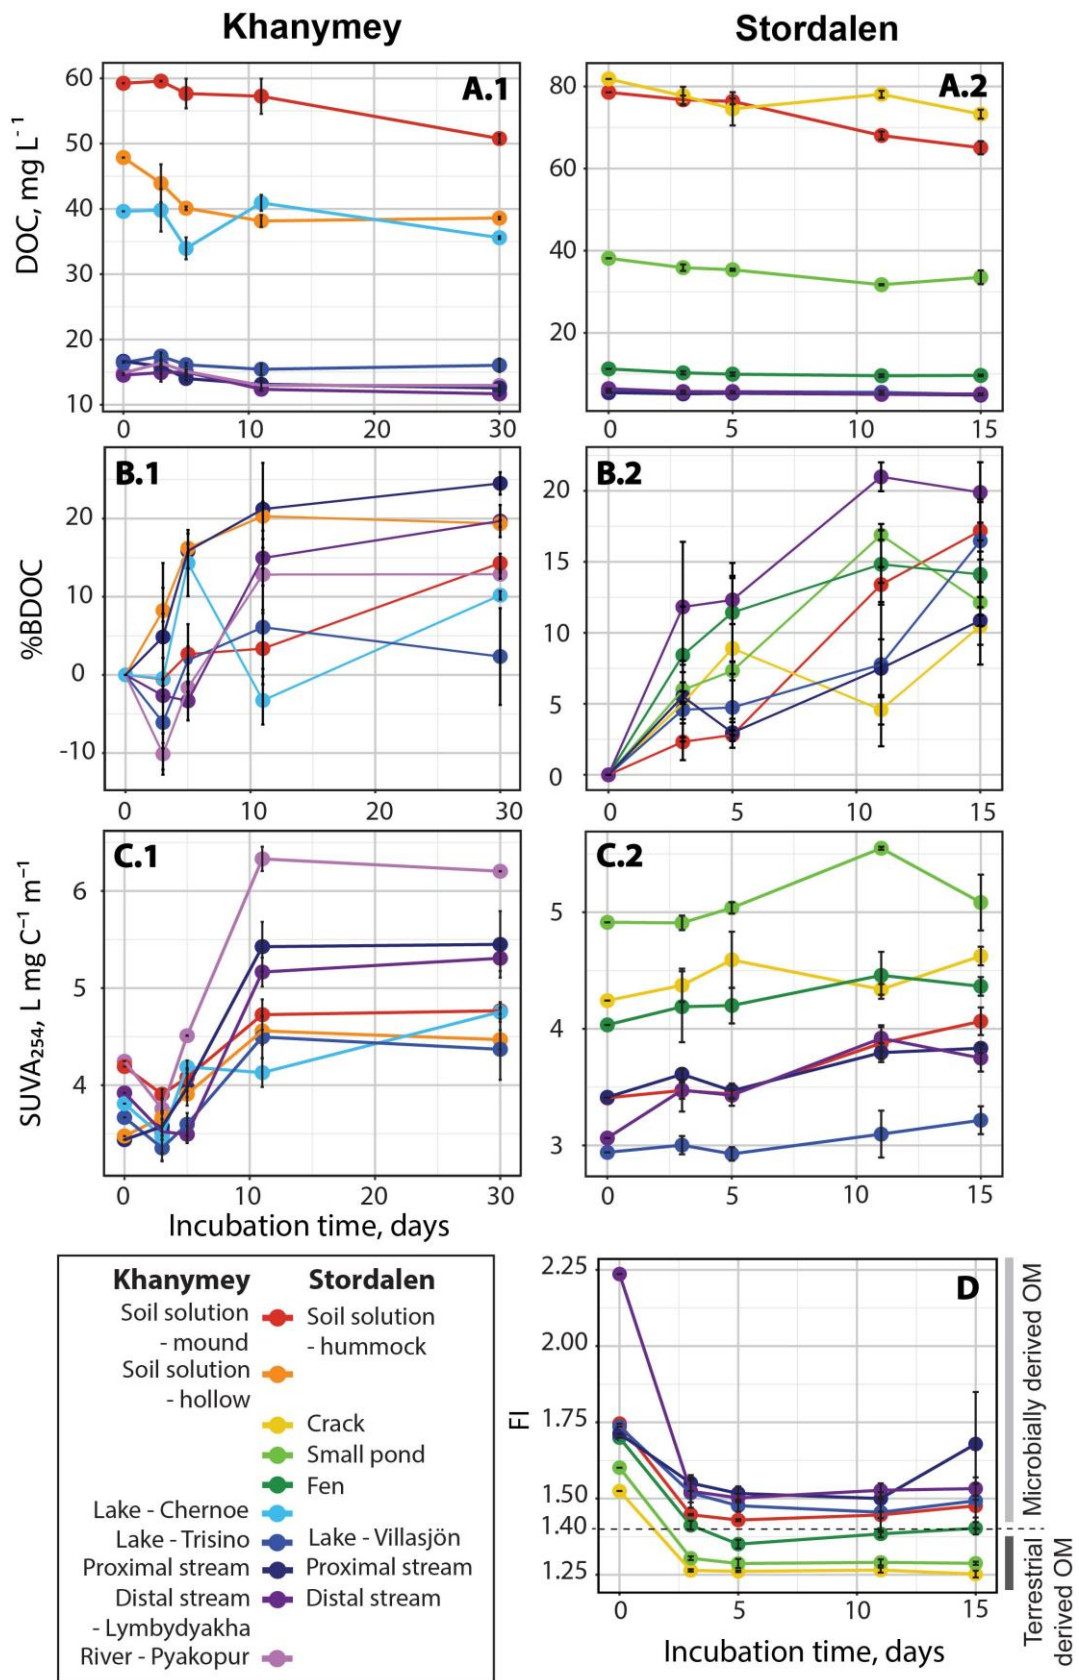 Khanymey
Stordalen
A.1
60
50
40
30
20
10
DOC, mg L⁻¹
0 10 20 30
A.2
80
60
40
20
0 5 10 15
B.1
20
10
0
-10
%BDOC
0 10 20 30
B.2
20
15
10
5
0
0 5 10 15
C.1
6
5
4
SUVA₂₅₄, L mg C⁻¹ m⁻¹
0 10 20 30
Incubation time, days
C.2
5
4
3
0 5 10 15
Khanymey Stordalen
Soil solution
- mound
Soil solution
- hummock
Soil solution
- hollow
Crack
Small pond
Fen
Lake - Chernoe
Lake - Trisino Lake - Villasjön
Proximal stream Proximal stream
Distal stream Distal stream
- Lymbydyakha
River - Pyakopur
D
2.25
2.00
1.75
1.50
1.40
1.25
FI
0 5 10 15
Incubation time, days
Microbially derived OM
Terrestrial
derived OM